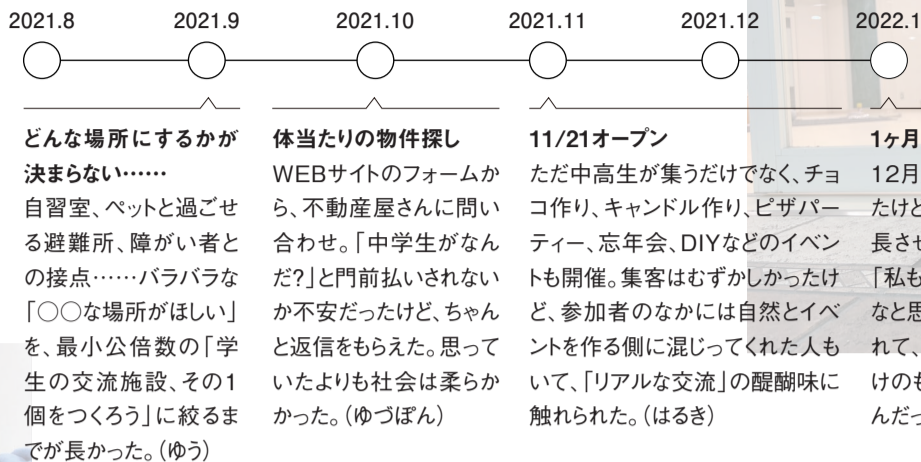 2021.8
2021.9
2021.10
2021.11
2021.12
2022.1
どんな場所にするかが
決まらない……
自習室、ペットと過ごせ
る避難所、障がい者と
の接点……バラバラな
「○○な場所がほしい」
を、最小公倍数の「学
生の交流施設、その1
個をつくろう」に絞るま
でが長かった。(ゆう)
体当たりの物件探し
WEBサイトのフォームか
ら、不動産屋さんに問い
合わせ。「中学生がなん
だ?」と門前払いされない
か不安だったけど、ちゃん
と返信をもらえた。思って
いたよりも社会は柔らか
かった。(ゆづぽん)
11/21オープン
ただ中高生が集うだけでなく、チョ
コ作り、キャンドル作り、ピザパー
ティー、忘年会、DIYなどのイベン
トも開催。集客はむずかしかったけ
ど、参加者のなかには自然とイベ
ントを作る側に混じってくれた人も
いて、「リアルな交流」の醍醐味に
触れられた。(はるき)
1ヶ月
12月
たけと
長させ
「私も
なと思
れて、
けのも
んだっ